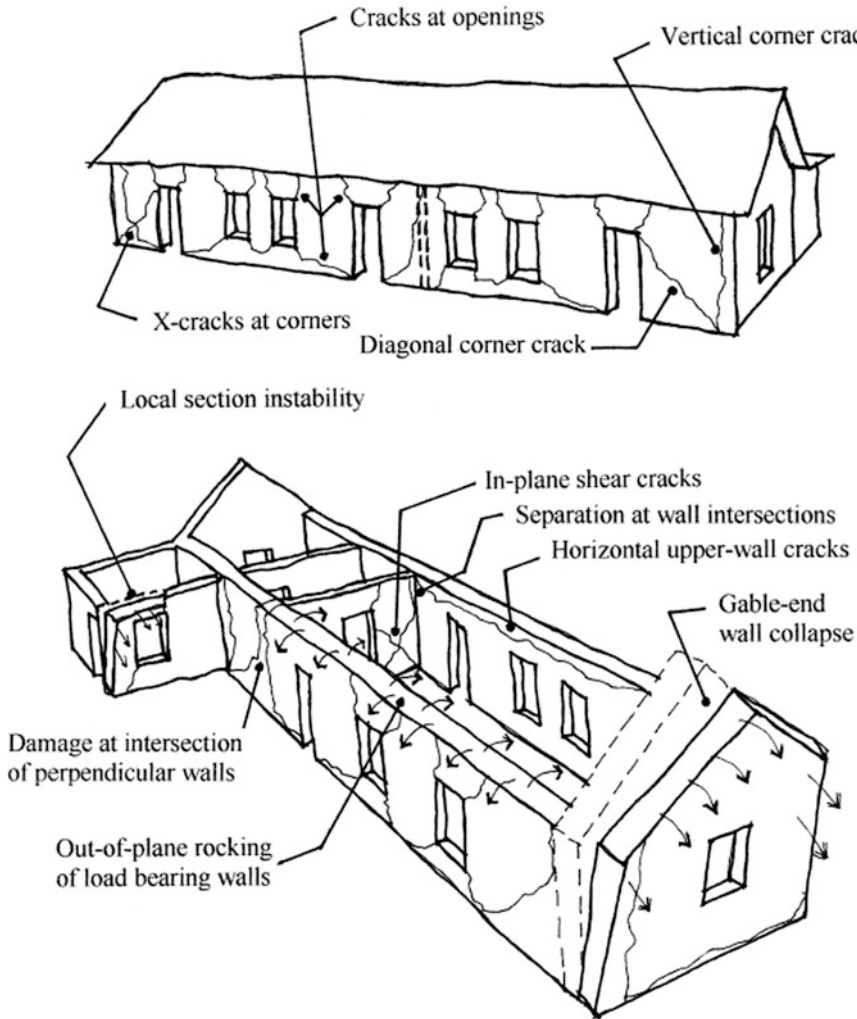 Cracks at openings
Vertical corner crac
X-cracks at corners
Diagonal corner crack
Local section instability
In-plane shear cracks
Separation at wall intersections
Horizontal upper-wall cracks
Gable-end
wall collapse
Damage at intersection
of perpendicular walls
Out-of-plane rocking
of load bearing walls